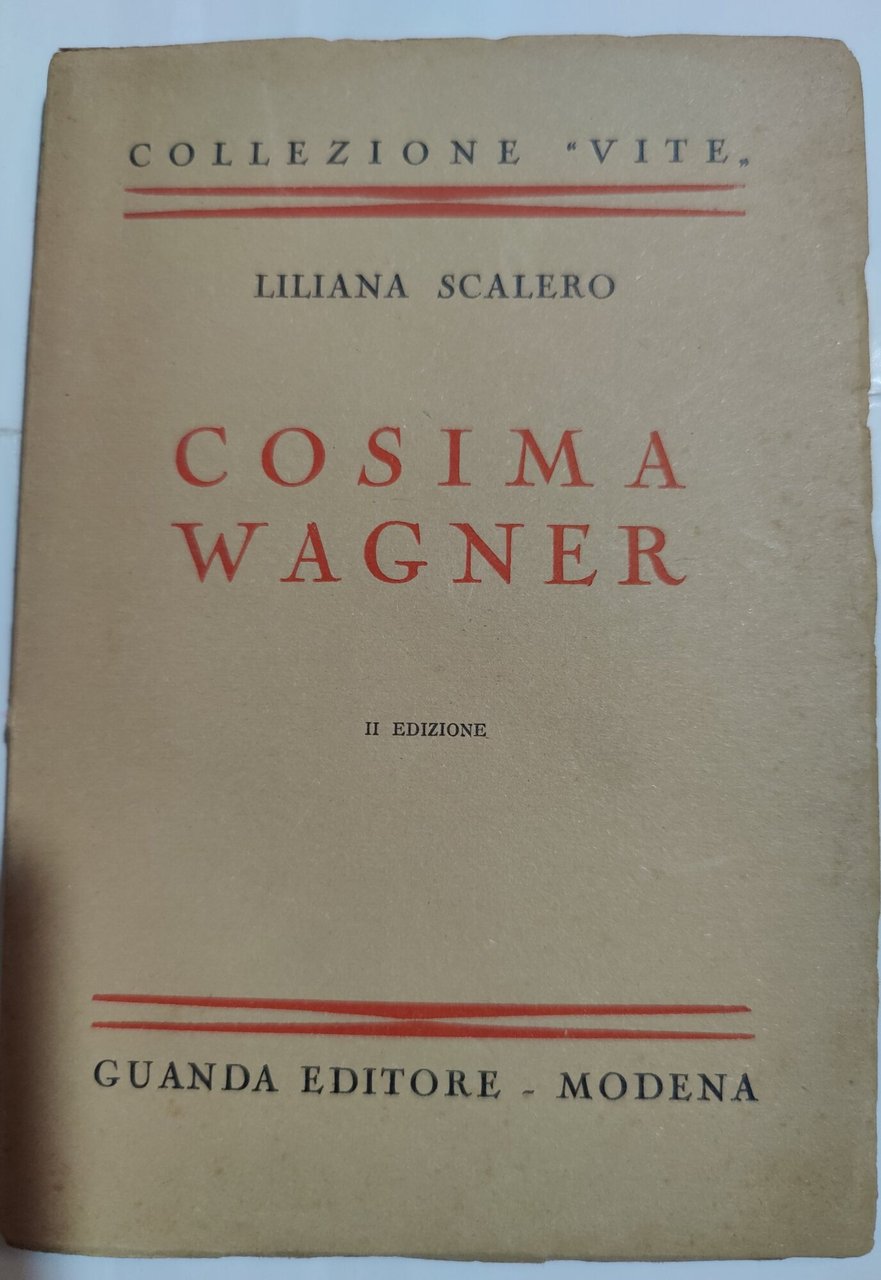 COLLEZIONE “VITE„
LILIANA SCALERO
COSIMA
WAGNER
II EDIZIONE
GUANDA EDITORE - MODENA